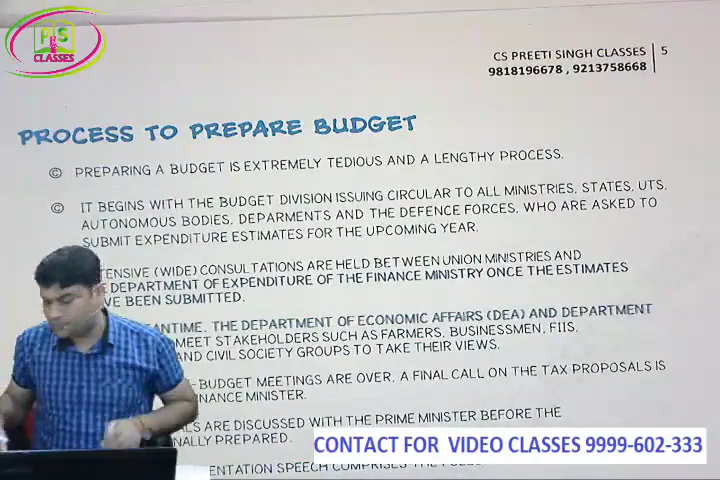 PS
CLASSES
CS PREETI SINGH CLASSES 5
9818196678 , 9213758668
PROCESS TO PREPARE BUDGET
© PREPARING A BUDGET IS EXTREMELY TEDIOUS AND A LENGTHY PROCESS.
© IT BEGINS WITH THE BUDGET DIVISION ISSUING CIRCULAR TO ALL MINISTRIES, STATES, UTS,
AUTONOMOUS BODIES, DEPARMENTS AND THE DEFENCE FORCES, WHO ARE ASKED TO
SUBMIT EXPENDITURE ESTIMATES FOR THE UPCOMING YEAR.
TENSIVE (WIDE) CONSULTATIONS ARE HELD BETWEEN UNION MINISTRIES AND
DEPARTMENT OF EXPENDITURE OF THE FINANCE MINISTRY ONCE THE ESTIMATES
VE BEEN SUBMITTED.
ANTIME, THE DEPARTMENT OF ECONOMIC AFFAIRS (DEA) AND DEPARTMENT
MEET STAKEHOLDERS SUCH AS FARMERS, BUSINESSMEN, FIIS,
AND CIVIL SOCIETY GROUPS TO TAKE THEIR VIEWS.
-BUDGET MEETINGS ARE OVER, A FINAL CALL ON THE TAX PROPOSALS IS
NANCE MINISTER.
ALS ARE DISCUSSED WITH THE PRIME MINISTER BEFORE THE
NALLY PREPARED.
ENTATION SPEECH COMPRISES THE
CONTACT FOR VIDEO CLASSES 9999-602-333